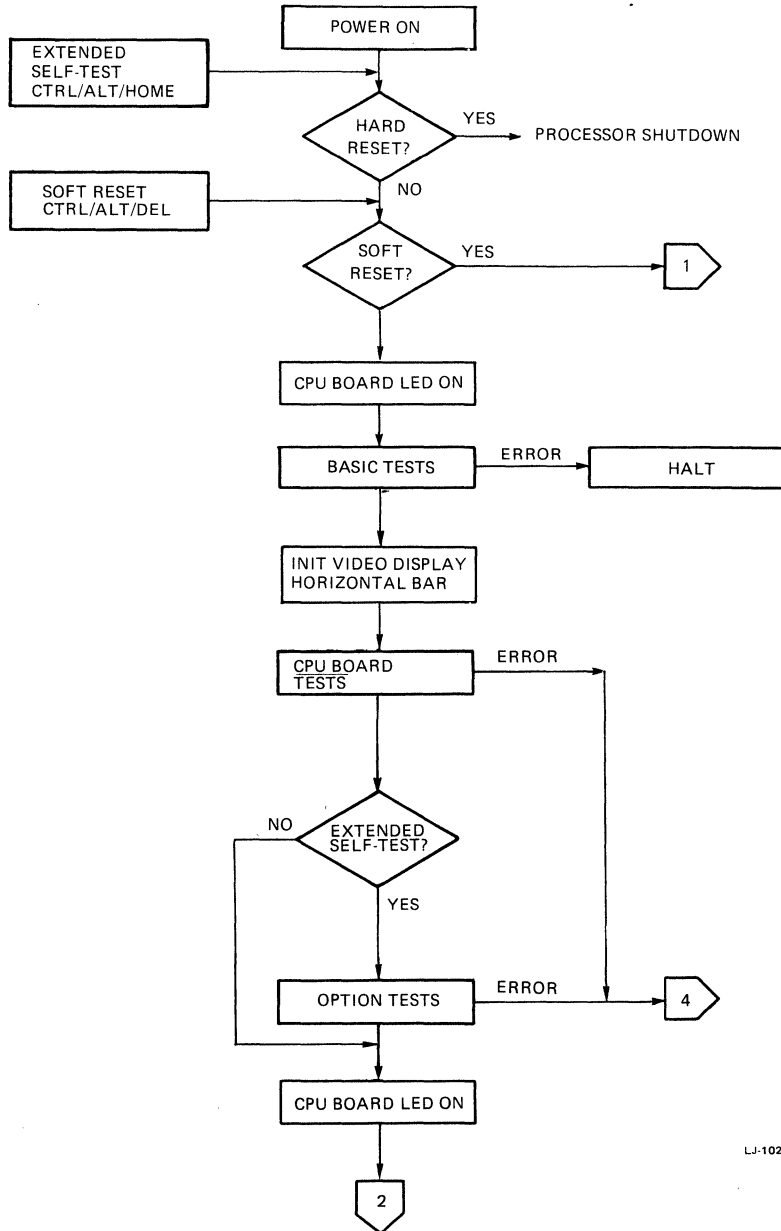 POWER ON
EXTENDED
SELF-TEST
CTRL/ALT/HOME
HARD
RESET?
YES
PROCESSOR SHUTDOWN
NO
SOFT RESET
CTRL/ALT/DEL
SOFT
RESET?
YES
1
CPU BOARD LED ON
BASIC TESTS
ERROR
HALT
INIT VIDEO DISPLAY
HORIZONTAL BAR
CPU BOARD
TESTS
ERROR
NO
EXTENDED
SELF-TEST?
YES
OPTION TESTS
ERROR
4
CPU BOARD LED ON
2
LJ-102